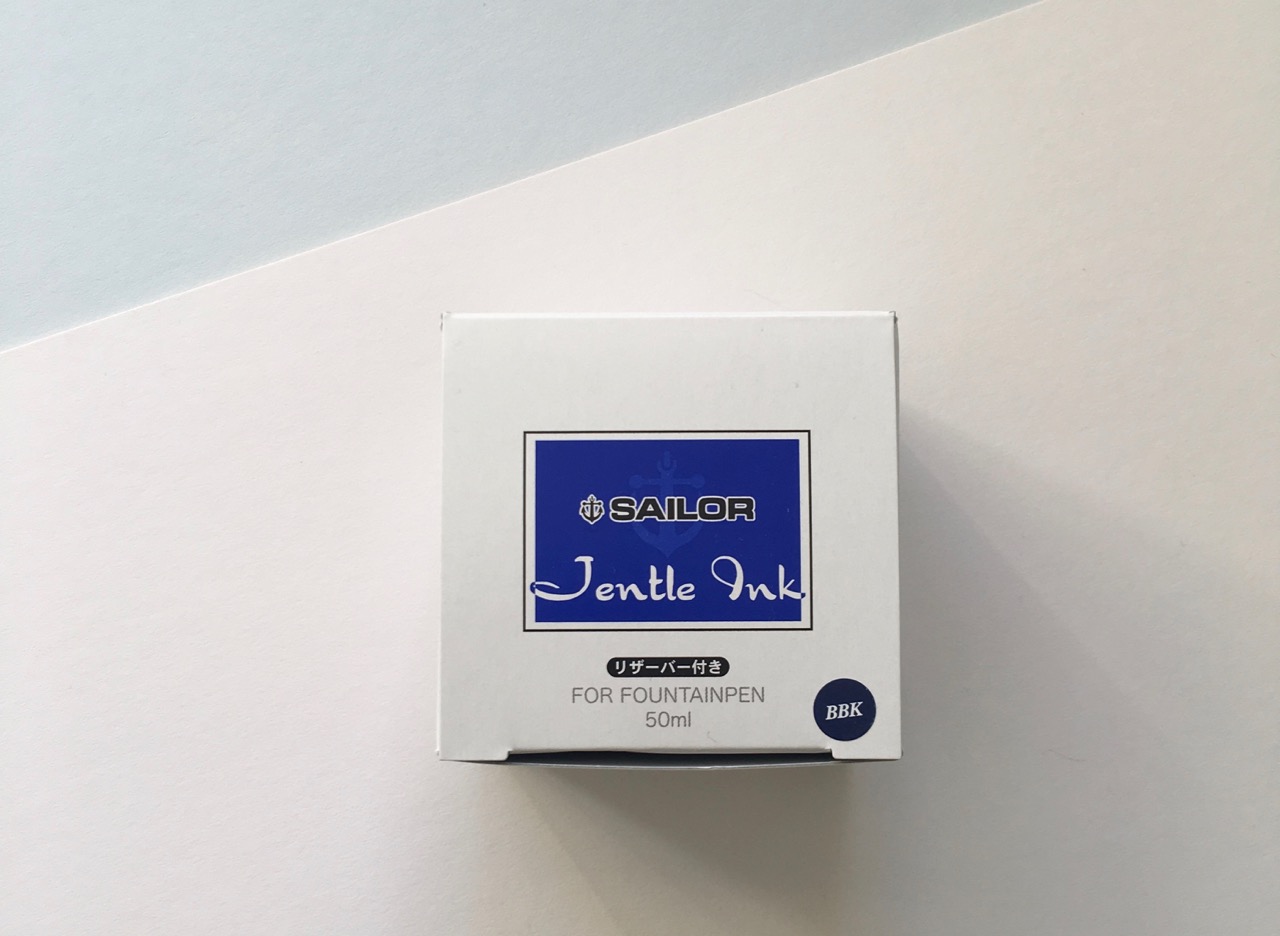 SAILOR
Jentle Ink
リザーバー付き
FOR FOUNTAINPEN
50ml
BBK